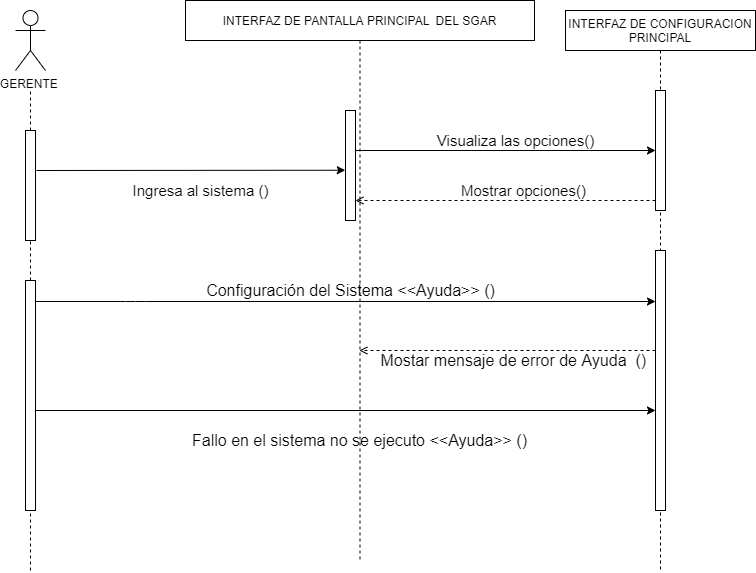 INTERFAZ DE PANTALLA PRINCIPAL DEL SGAR
INTERFAZ DE CONFIGURACION
PRINCIPAL
GERENTE
Visualiza las opciones()
Ingresa al sistema ()
Mostrar opciones()
Configuración del Sistema <<Ayuda>> ()
Mostar mensaje de error de Ayuda ()
Fallo en el sistema no se ejecuto <<Ayuda>> ()